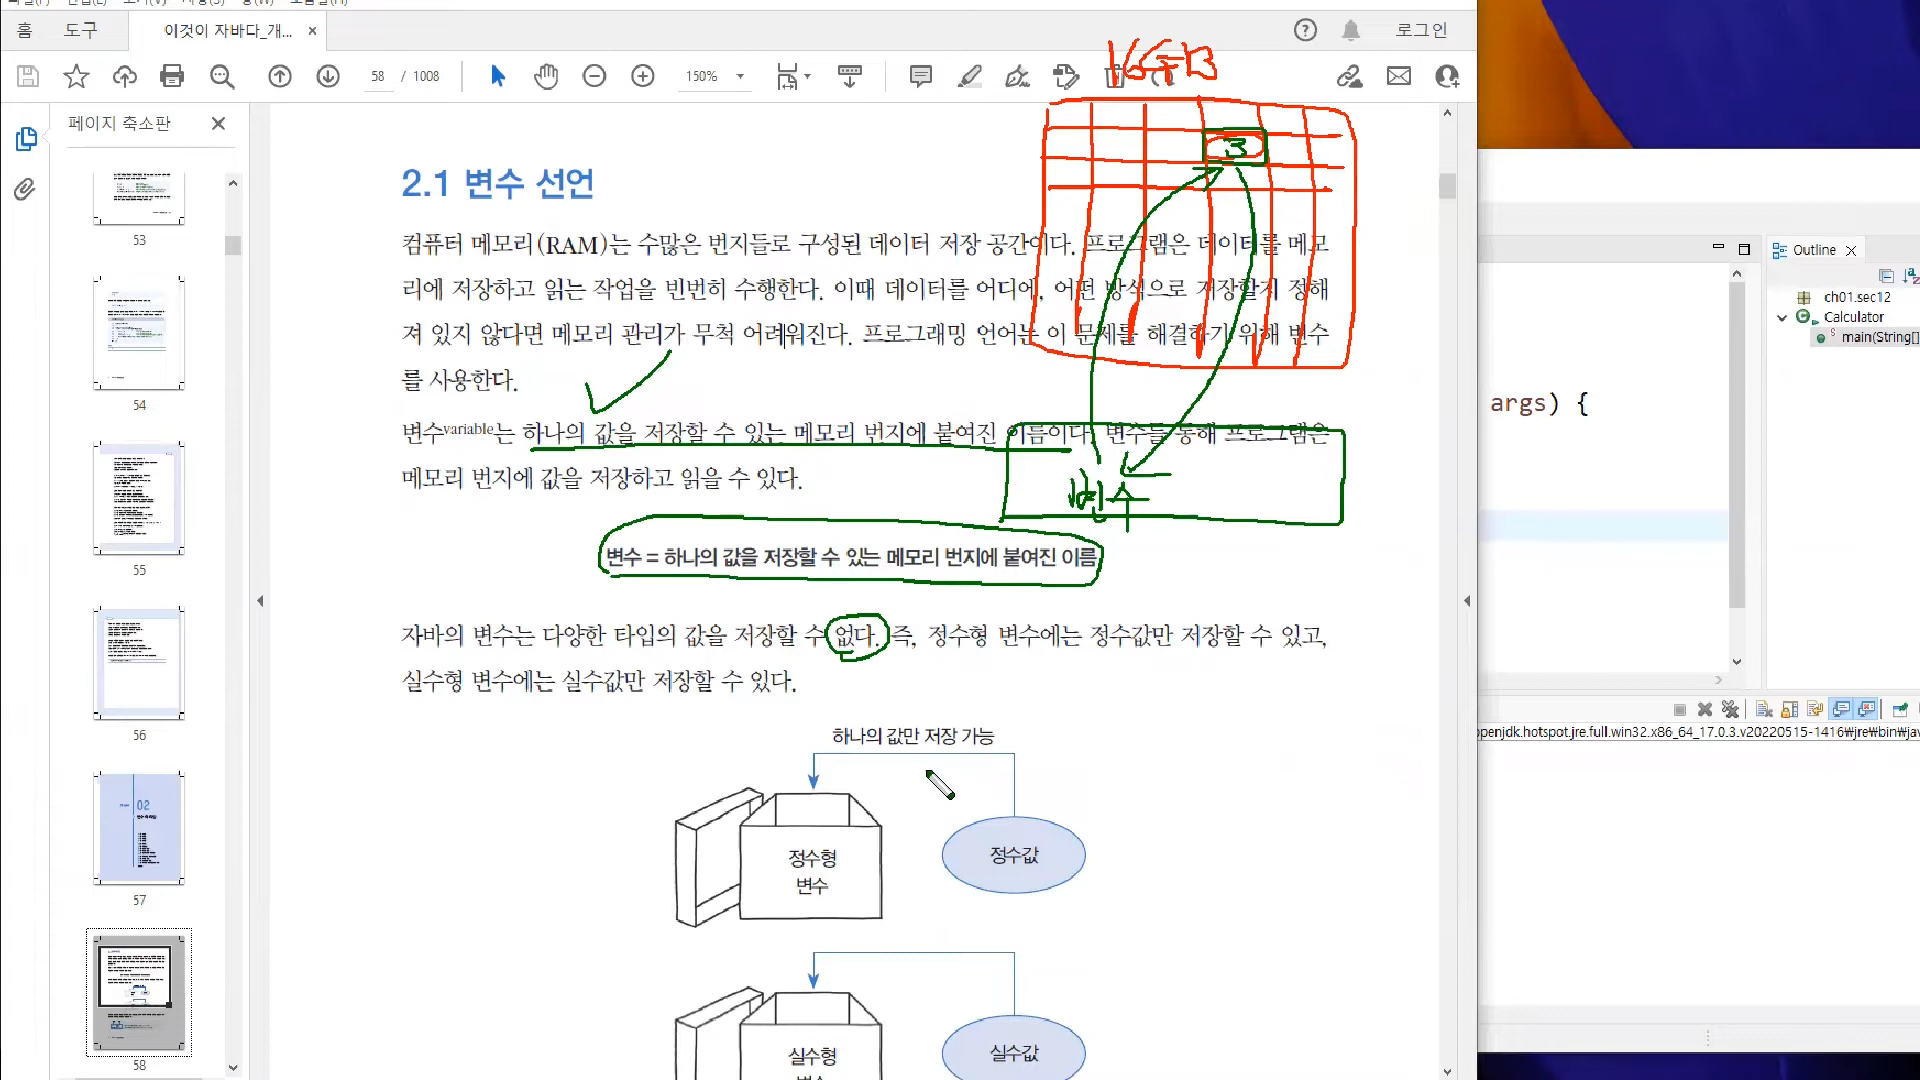 홈 도구 이것이 자바다_개... × 로그인
58 / 1008 150%
16GB
페이지 축소판
53
54
55
56
02
57
58
3
2.1 변수 선언
컴퓨터 메모리(RAM)는 수많은 번지들로 구성된 데이터 저장 공간이다. 프로그램은 데이터를 메모
리에 저장하고 읽는 작업을 빈번히 수행한다. 이때 데이터를 어디에, 어떤 방식으로 저장할지 정해
져 있지 않다면 메모리 관리가 무척 어려워진다. 프로그래밍 언어는 이 문제를 해결하기 위해 변수
를 사용한다.
변수variable는 하나의 값을 저장할 수 있는 메모리 번지에 붙여진 이름이다. 변수를 통해 프로그램은
메모리 번지에 값을 저장하고 읽을 수 있다.
변수
변수 = 하나의 값을 저장할 수 있는 메모리 번지에 붙여진 이름
자바의 변수는 다양한 타입의 값을 저장할 수 없다. 즉, 정수형 변수에는 정수값만 저장할 수 있고,
실수형 변수에는 실수값만 저장할 수 있다.
하나의 값만 저장 가능
정수형
변수
정수값
실수형
실수값
Outline
ch01.sec12
Calculator
main(String[]
args) {
openjdk.hotspot.jre.full.win32.x86_64_17.0.3.v20220515-1416₩jre₩bin₩jav